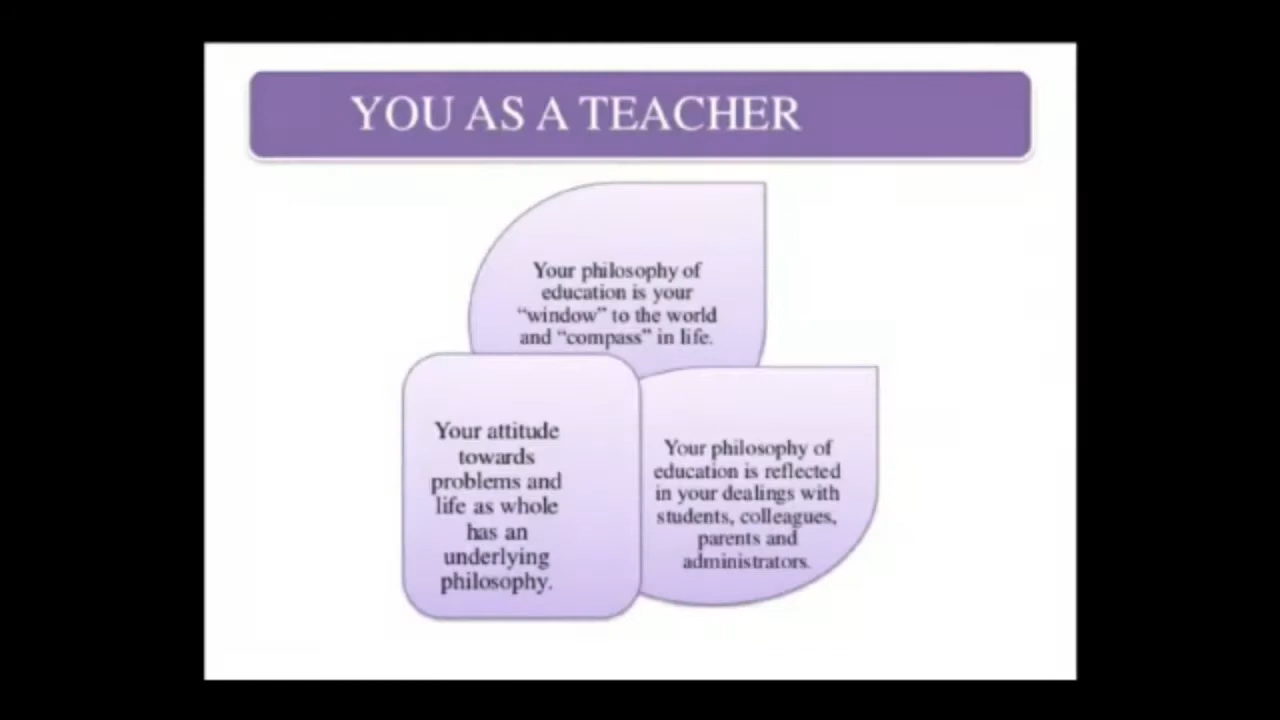 YOU AS A TEACHER
Your philosophy of
education is your
“window” to the world
and “compass” in life.
Your attitude
towards
problems and
life as whole
has an
underlying
philosophy.
Your philosophy of
education is reflected
in your dealings with
students, colleagues,
parents and
administrators.